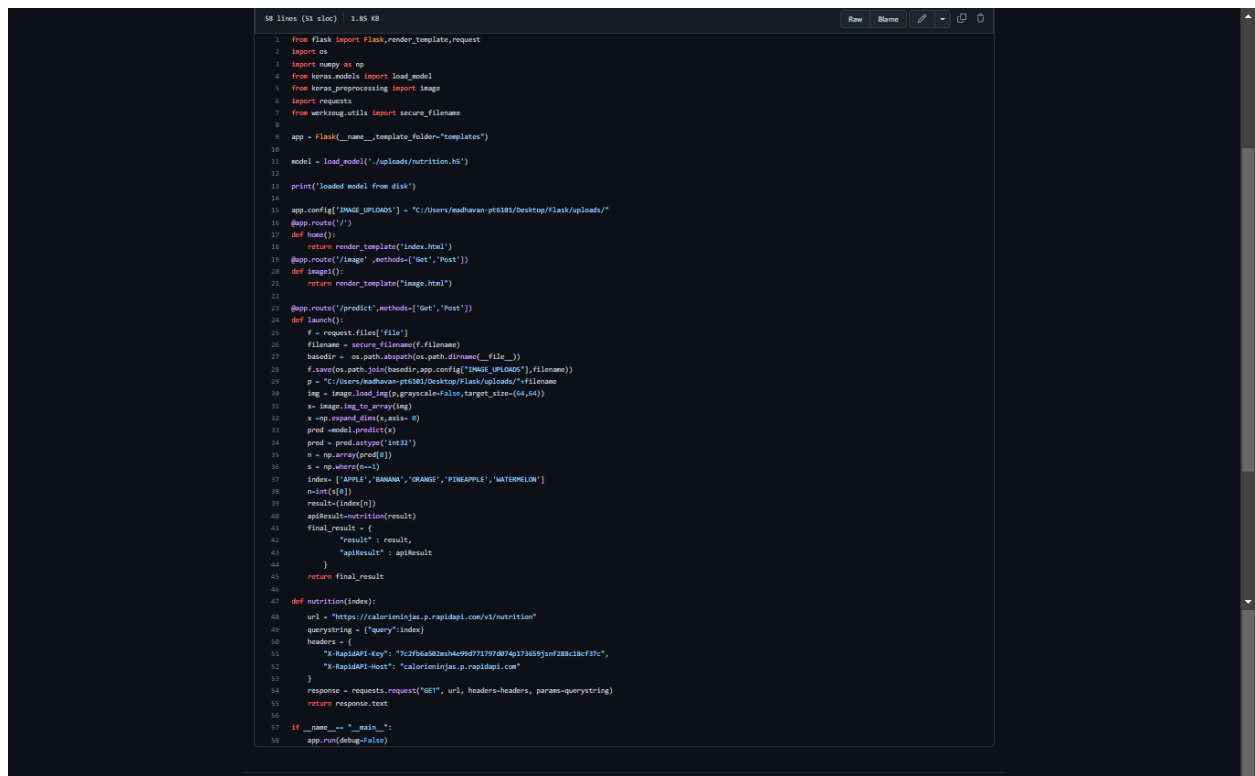 58 lines (51 sloc) 1.85 KB
Raw Blame
1 from flask import Flask,render_template,request
2 import os
3 import numpy as np
4 from keras.models import load_model
5 from keras_preprocessing import image
6 import requests
7 from werkzeug.utils import secure_filename
8
9 app = Flask(__name__,template_folder="templates")
10
11 model = load_model('./uploads/nutrition.h5')
12
13 print('loaded model from disk')
14
15 app.config['IMAGE_UPLOADS'] = "C:/Users/madhavan-pt6101/Desktop/Flask/uploads/"
16 @app.route('/')
17 def home():
18 return render_template('index.html')
19 @app.route('/image' ,methods=['Get','Post'])
20 def image1():
21 return render_template("image.html")
22
23 @app.route('/predict',methods=['Get','Post'])
24 def launch():
25 f = request.files['file']
26 filename = secure_filename(f.filename)
27 basedir = os.path.abspath(os.path.dirname(__file__))
28 f.save(os.path.join(basedir,app.config["IMAGE_UPLOADS"],filename))
29 p = "C:/Users/madhavan-pt6101/Desktop/Flask/uploads/"+filename
30 img = image.load_img(p,grayscale=False,target_size=(64,64))
31 x= image.img_to_array(img)
32 x =np.expand_dims(x,axis= 0)
33 pred =model.predict(x)
34 pred = pred.astype('int32')
35 n = np.array(pred[0])
36 s = np.where(n==1)
37 index= ['APPLE','BANANA','ORANGE','PINEAPPLE','WATERMELON']
38 n=int(s[0])
39 result=(index[n])
40 apiResult=nutrition(result)
41 final_result = {
42 "result" : result,
43 "apiResult" : apiResult
44 }
45 return final_result
46
47 def nutrition(index):
48 url = "https://calorieninjas.p.rapidapi.com/v1/nutrition"
49 querystring = {"query":index}
50 headers = {
51 "X-RapidAPI-Key": "7c2fb6a502msh4e99d771797d074p173659jsnf288c18cf37c",
52 "X-RapidAPI-Host": "calorieninjas.p.rapidapi.com"
53 }
54 response = requests.request("GET", url, headers=headers, params=querystring)
55 return response.text
56
57 if __name__== "__main__":
58 app.run(debug=False)